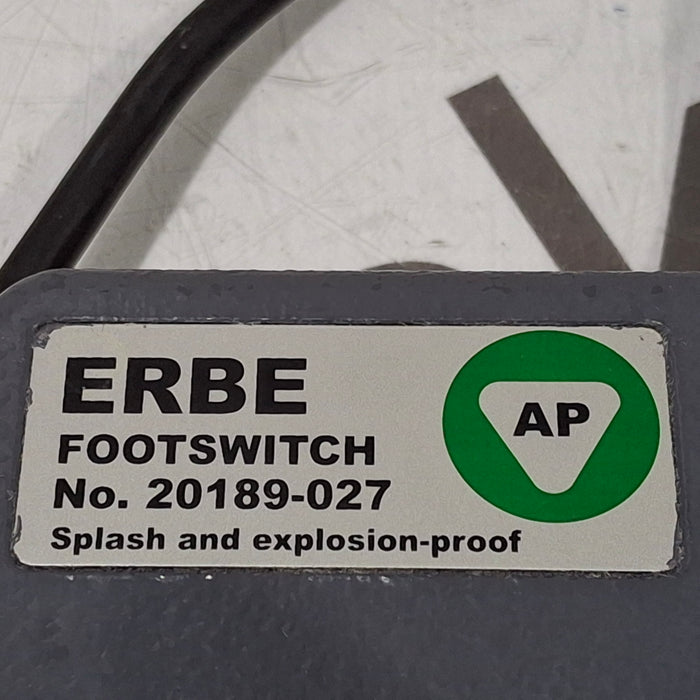 ERBE
FOOTSWITCH
No. 20189-027
Splash and explosion-proof
AP